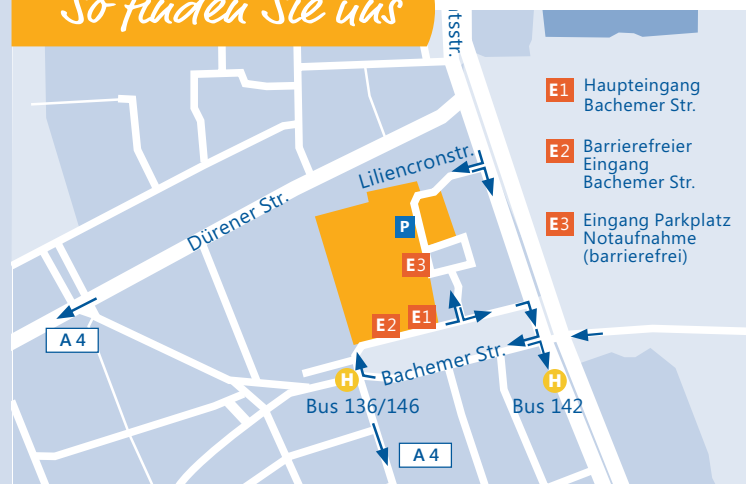 So finden Sie uns
tsstr.
E1 Haupteingang
Bachemer Str.
E2 Barrierefreier
Eingang
Bachemer Str.
E3 Eingang Parkplatz
Notaufnahme
(barrierefrei)
Liliencronstr.
Dürener Str.
P
E3
E1
E2
A 4
Bachemer Str.
H
H
Bus 136/146
Bus 142
A 4